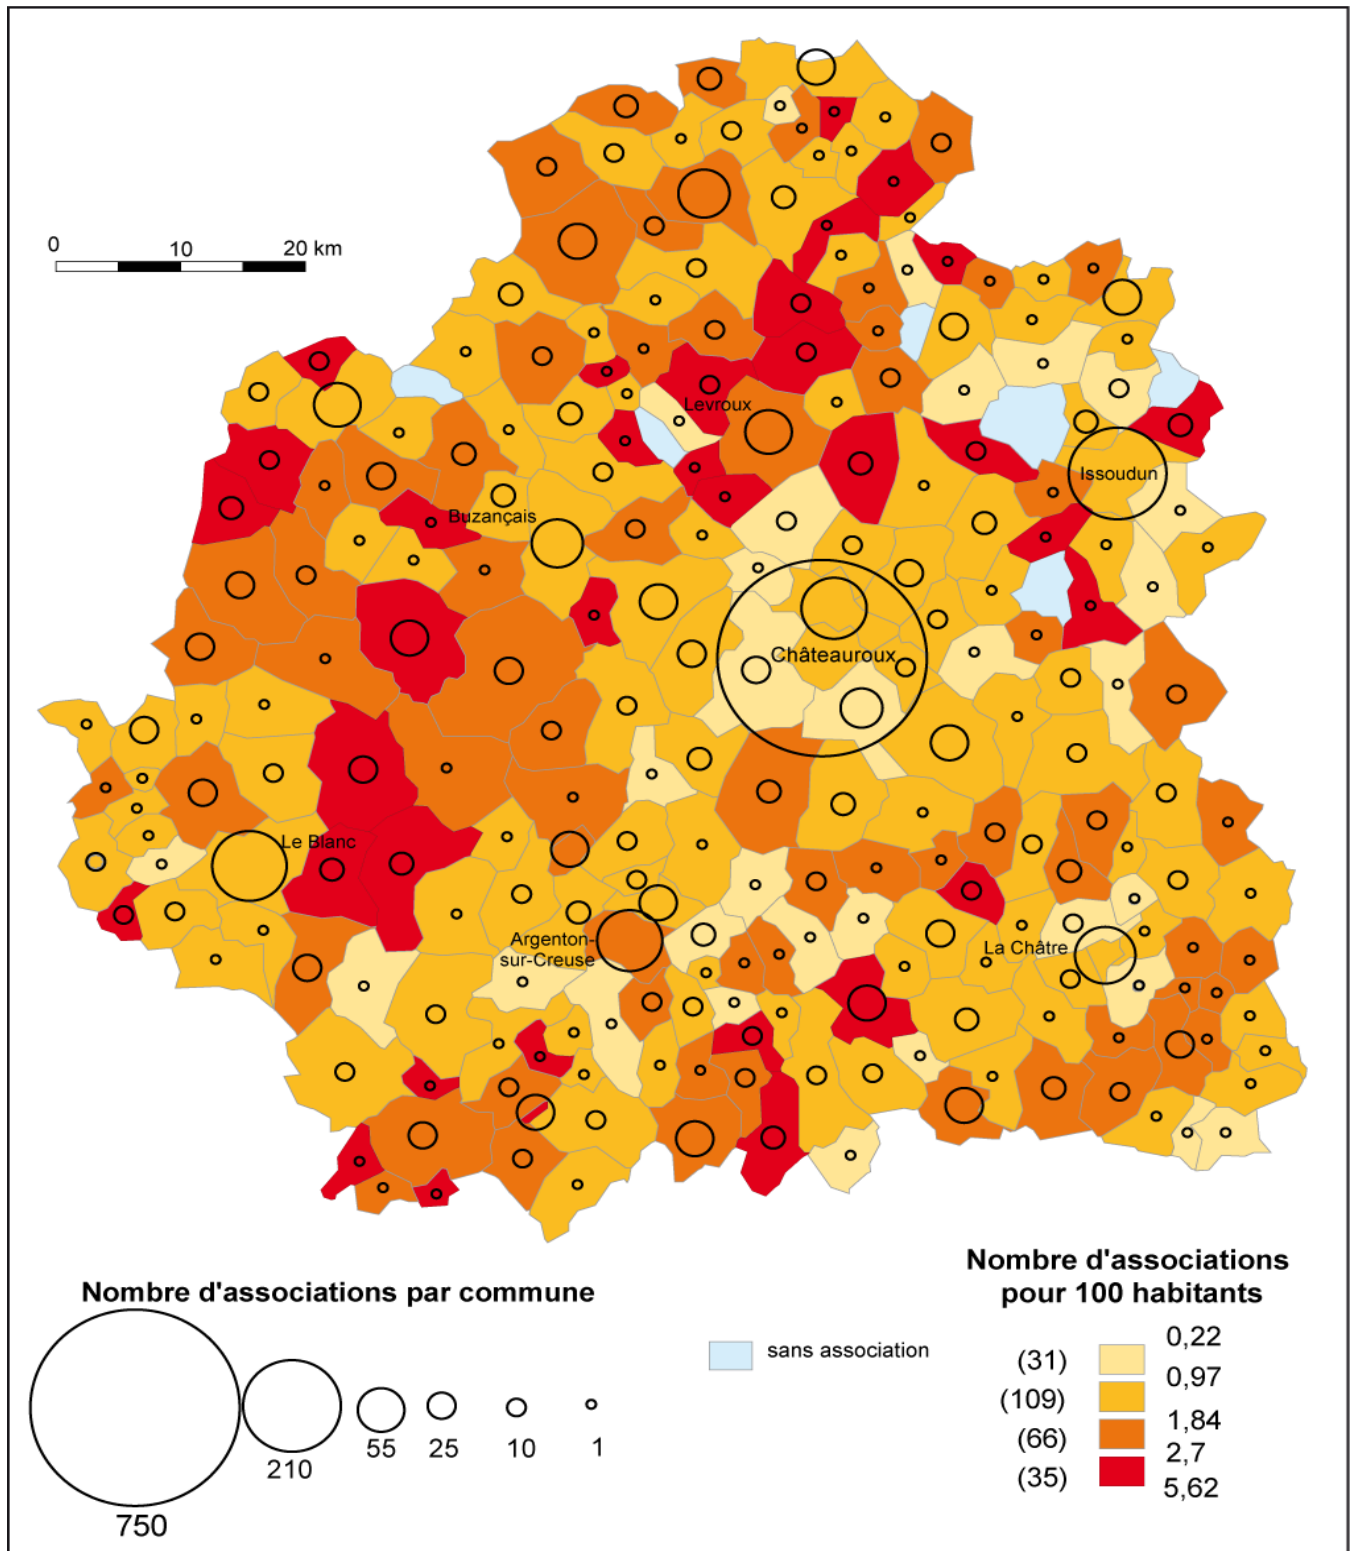 0 10 20 km
Levroux
Issoudun
Buzançais
Châteauroux
Le Blanc
Argenton-
sur-Creuse
La Châtre
Nombre d'associations par commune
750
210
55
25
10
1
sans association
Nombre d'associations
pour 100 habitants
0,22
(31)
0,97
(109)
1,84
(66)
2,7
(35)
5,62